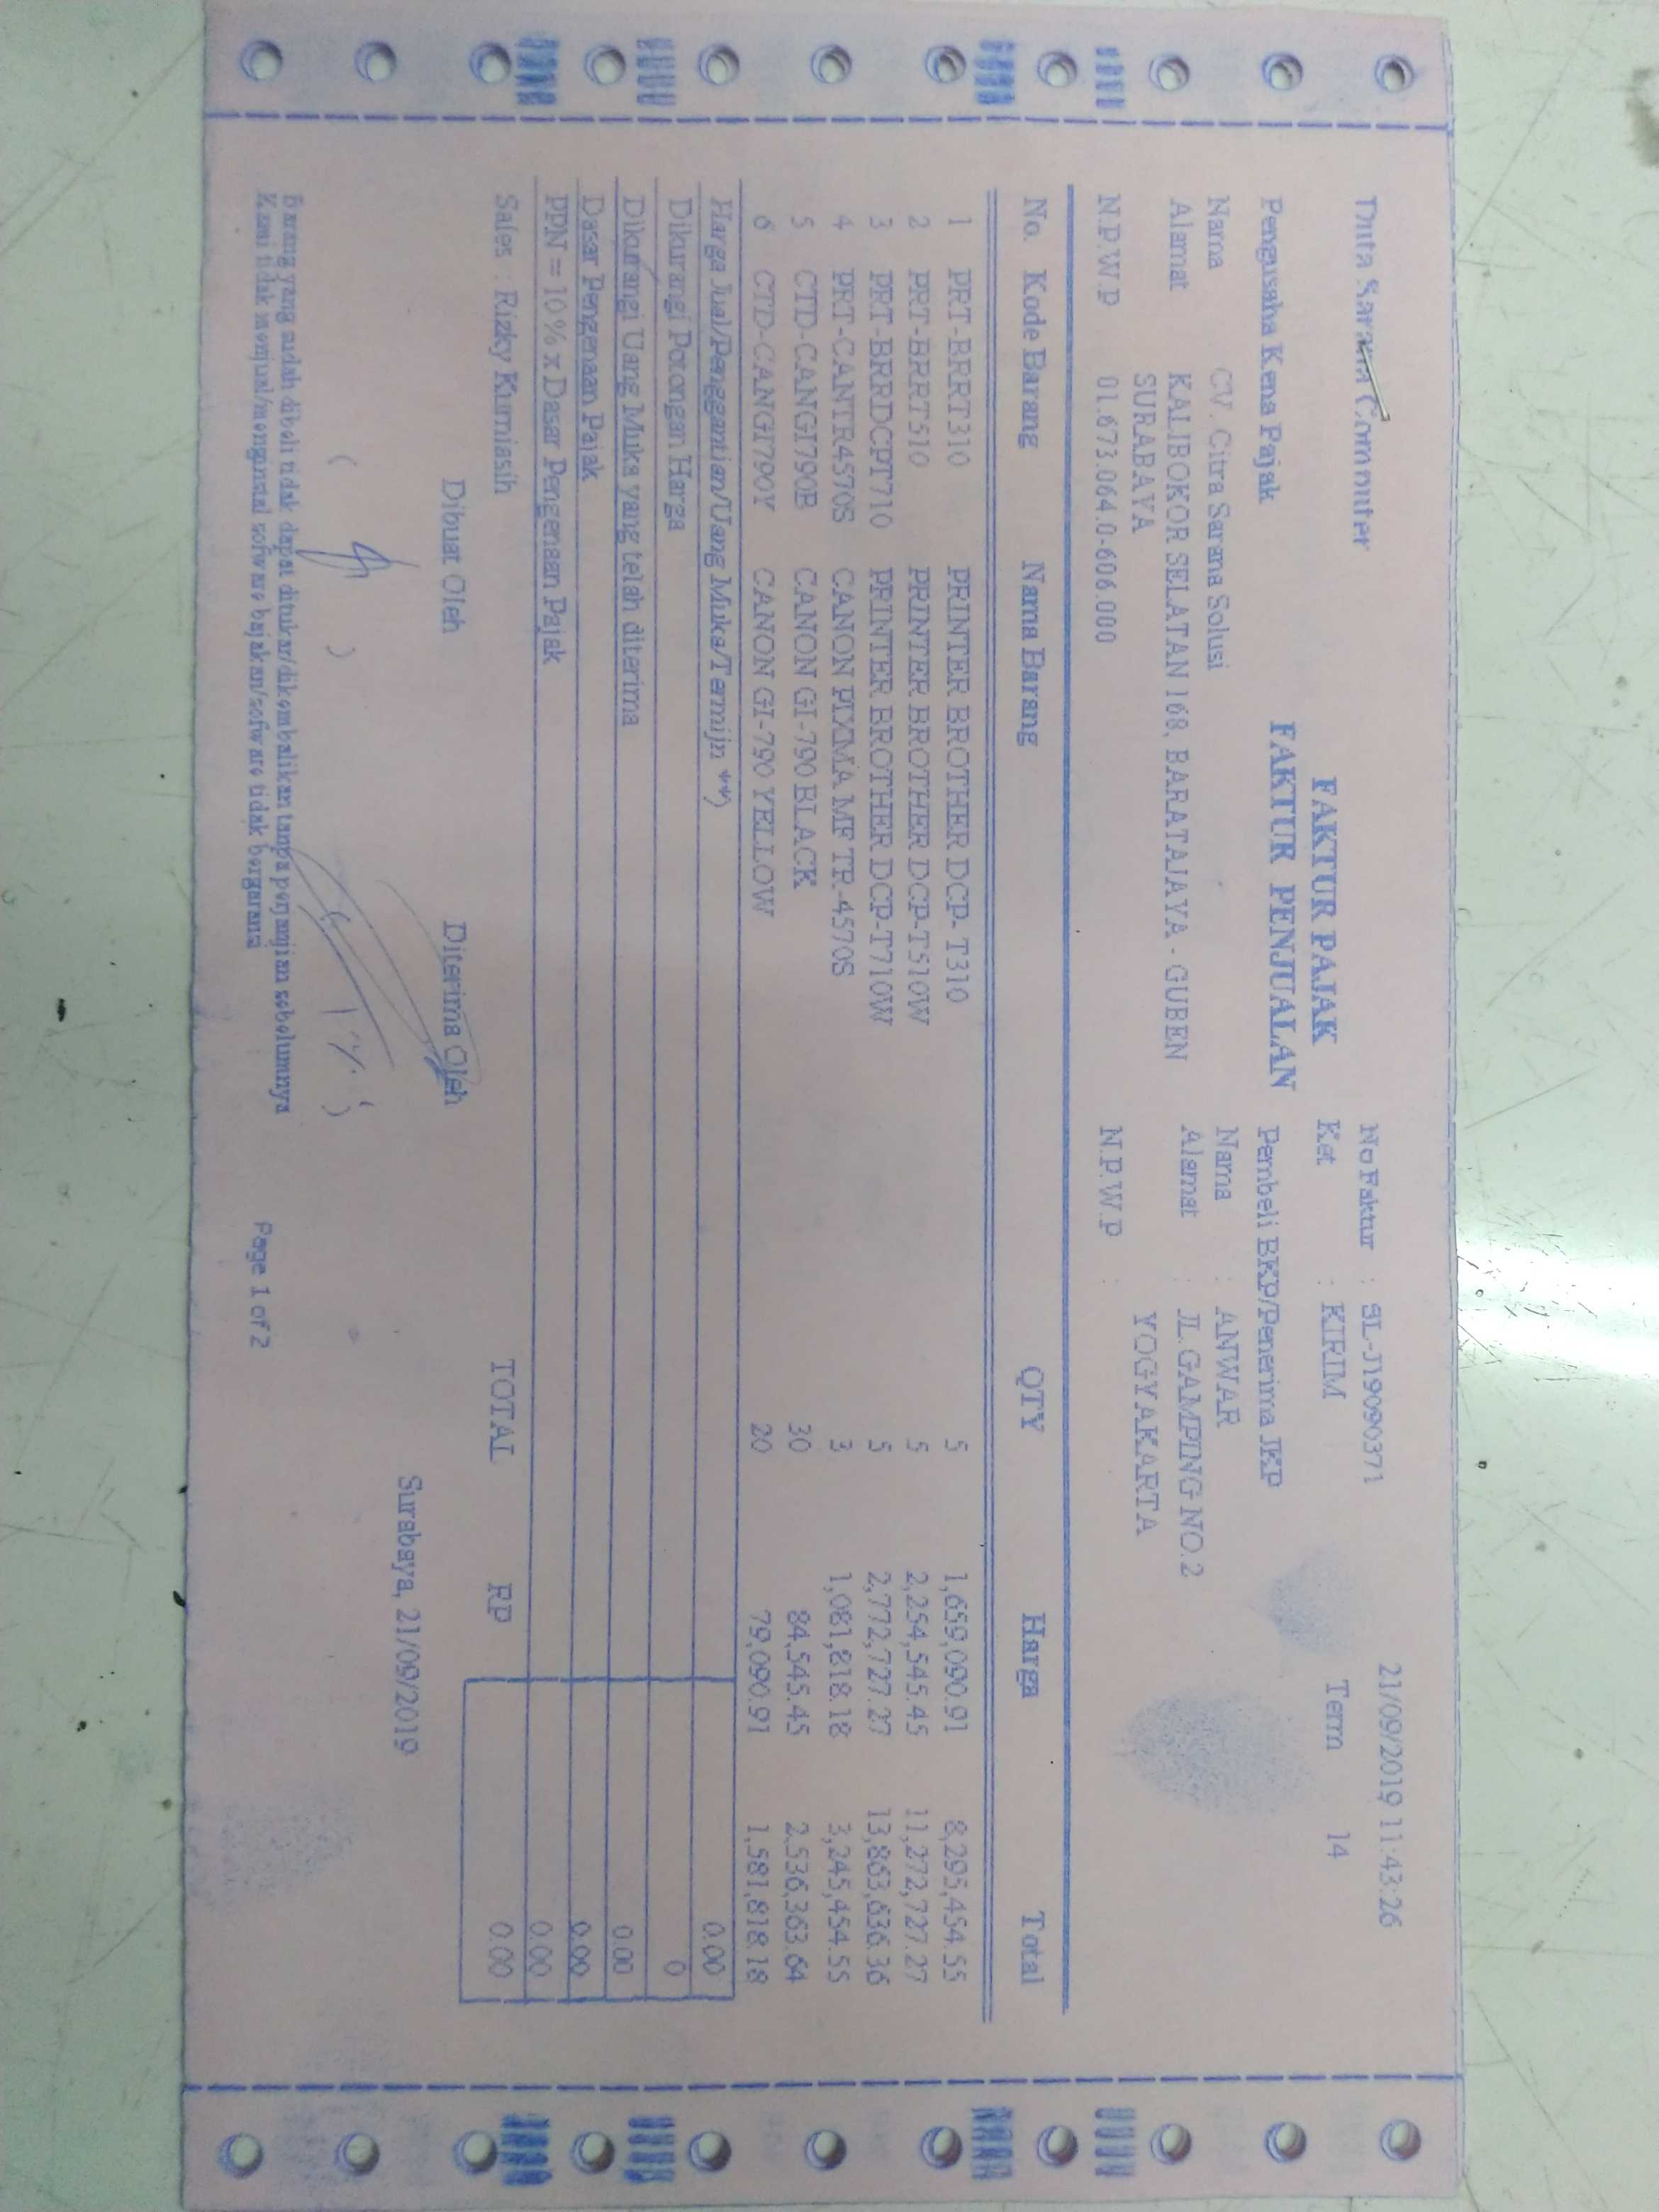 Duta Sarana Computer
21/09/2019 11:43:26
FAKTUR PAJAK
FAKTUR PENJUALAN
No Faktur : SL-J19090371
Ket : KIRIM
Term 14
Pengusaha Kena Pajak
Pembeli BKP/Penerima JKP
Nama CV. Citra Sarana Solusi
Nama : ANWAR
Alamat KALIBOKOR SELATAN 168, BARATAJAYA - GUBEN
SURABAYA
Alamat : JL. GAMPING NO.2
YOGYAKARTA
N.P.W.P 01.673.064.0-606.000
N.P.W.P :
No. Kode Barang Nama Barang QTY Harga Total
1 PRT-BRRT310 PRINTER BROTHER DCP- T310 5 1,659,090.91 8,295,454.55
2 PRT-BRRT510 PRINTER BROTHER DCP-T510W 5 2,254,545.45 11,272,727.27
3 PRT-BRRDCPT710 PRINTER BROTHER DCP-T710W 5 2,772,727.27 13,863,636.36
4 PRT-CANTR4570S CANON PIXMA MF TR-4570S 3 1,081,818.18 3,245,454.55
5 CTD-CANGI790B CANON GI-790 BLACK 30 84,545.45 2,536,363.64
6 CTD-CANGI790Y CANON GI-790 YELLOW 20 79,090.91 1,581,818.18
Harga Jual/Penggantian/Uang Muka/Termijn **) 0.00
Dikurangi Potongan Harga 0
Dikurangi Uang Muka yang telah diterima 0.00
Dasar Pengenaan Pajak 0.00
PPN = 10% x Dasar Pengenaan Pajak 0.00
Sales : Rizky Kurniasih TOTAL RP 0.00
Dibuat Oleh Diterima Oleh
Surabaya, 21/09/2019
Barang yang sudah dibeli tidak dapat ditukar/dikembalikan tanpa perjanjian sebelumnya
Kami tidak menjual/menginstal sofware bajakan/sofware tidak bergaransi
Page 1 of 2